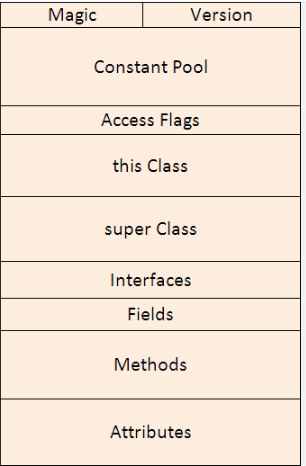 Magic Version
Constant Pool
Access Flags
this Class
super Class
Interfaces
Fields
Methods
Attributes